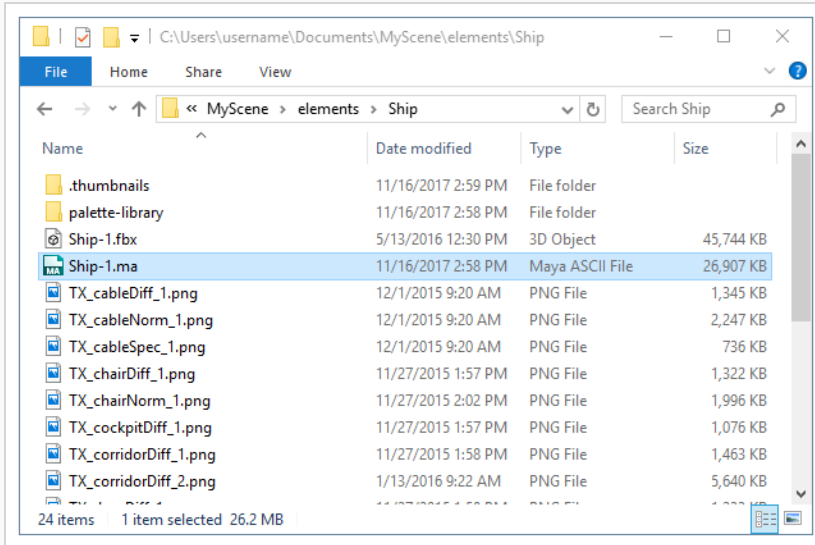 C:\Users\username\Documents\MyScene\elements\Ship
File Home Share View
« MyScene > elements > Ship Search Ship
Name Date modified Type Size
.thumbnails 11/16/2017 2:59 PM File folder
palette-library 11/16/2017 2:58 PM File folder
Ship-1.fbx 5/13/2016 12:30 PM 3D Object 45,744 KB
MA Ship-1.ma 11/16/2017 2:58 PM Maya ASCII File 26,907 KB
TX_cableDiff_1.png 12/1/2015 9:20 AM PNG File 1,345 KB
TX_cableNorm_1.png 12/1/2015 9:20 AM PNG File 2,247 KB
TX_cableSpec_1.png 12/1/2015 9:20 AM PNG File 736 KB
TX_chairDiff_1.png 11/27/2015 1:57 PM PNG File 1,322 KB
TX_chairNorm_1.png 11/27/2015 2:02 PM PNG File 1,996 KB
TX_cockpitDiff_1.png 11/27/2015 1:57 PM PNG File 1,076 KB
TX_corridorDiff_1.png 11/27/2015 1:58 PM PNG File 1,463 KB
TX_corridorDiff_2.png 1/13/2016 9:22 AM PNG File 5,640 KB
24 items 1 item selected 26.2 MB